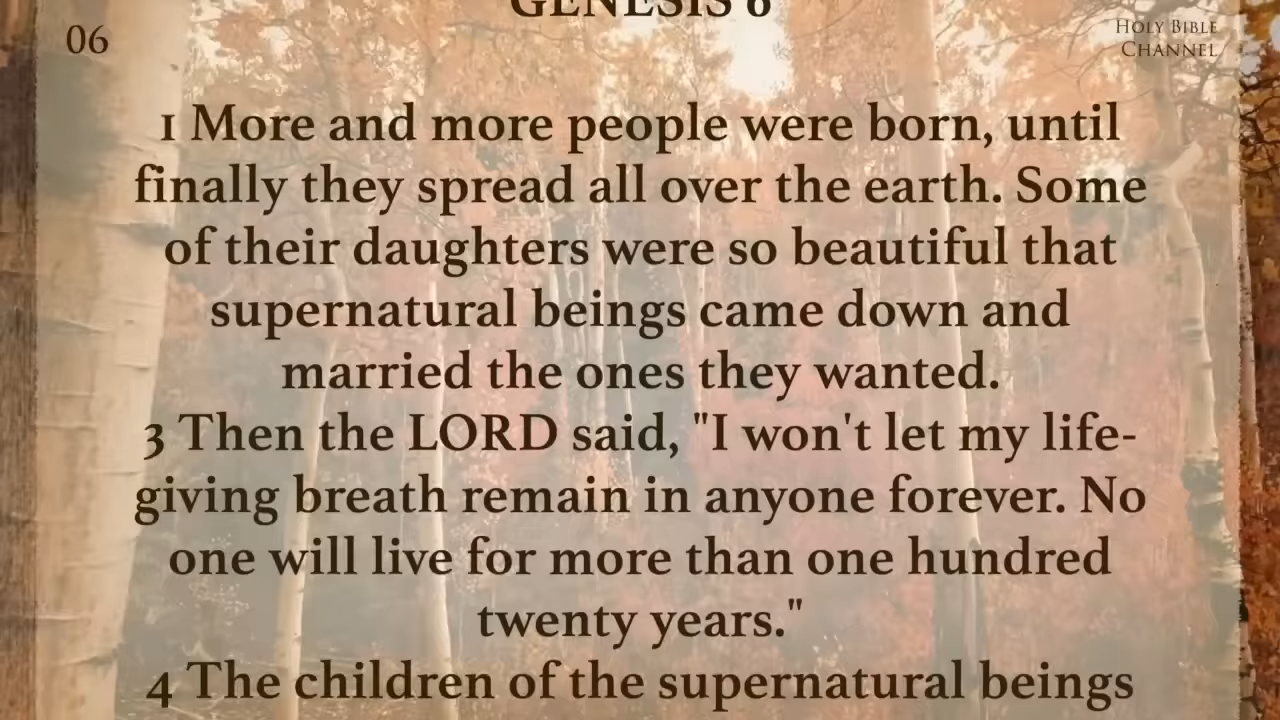 GENESIS 6
06
HOLY BIBLE
CHANNEL
1 More and more people were born, until
finally they spread all over the earth. Some
of their daughters were so beautiful that
supernatural beings came down and
married the ones they wanted.
3 Then the LORD said, "I won't let my life-
giving breath remain in anyone forever. No
one will live for more than one hundred
twenty years."
4 The children of the supernatural beings